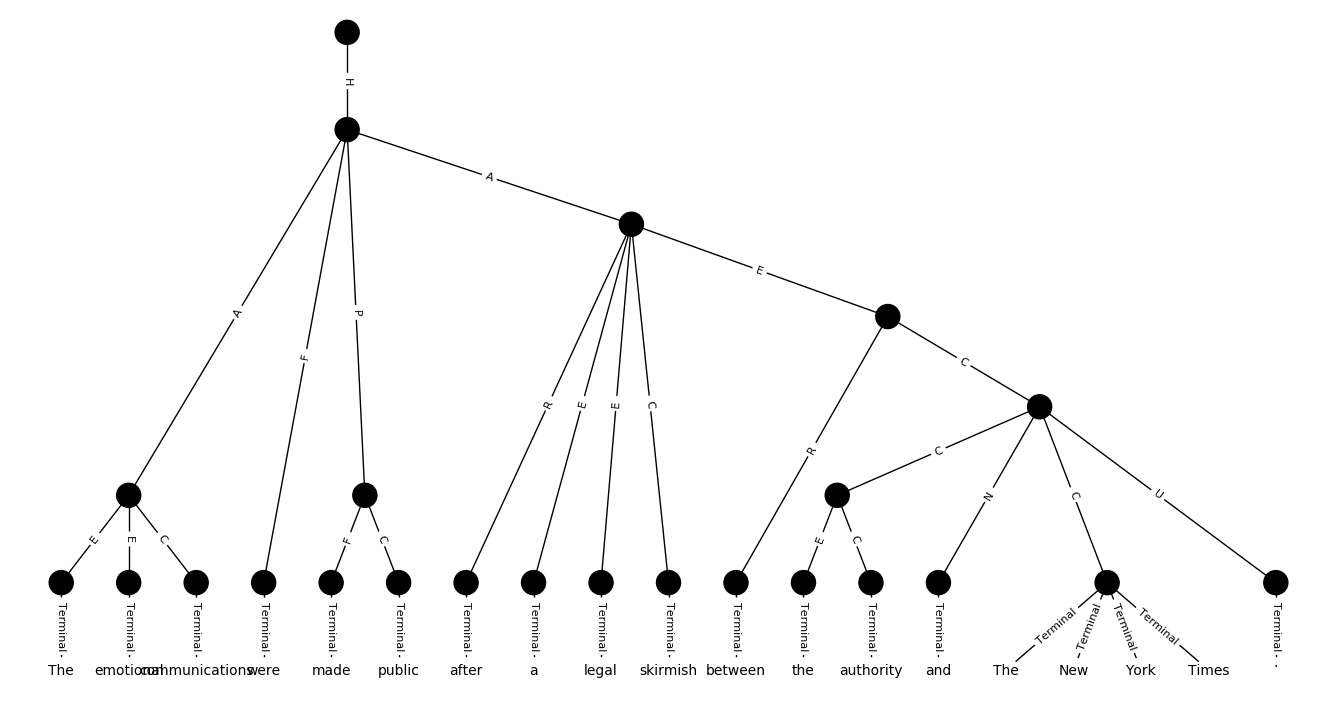 H
A
E
A
P
F
C
R
E
E
C
R
C
N
C
U
E
E
C
F
C
E
C
Terminal Terminal Terminal Terminal Terminal Terminal Terminal Terminal Terminal Terminal Terminal Terminal Terminal Terminal Terminal Terminal Terminal Terminal Terminal
The emotional communications were made public after a legal skirmish between the authority and The New York Times .